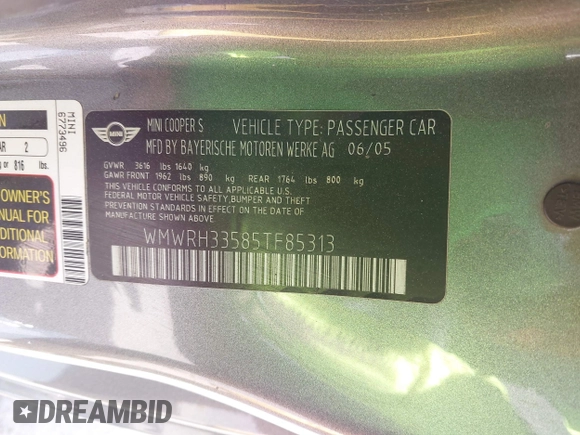 N
AR 2
or 816 lbs.
OWNER'S
NUAL FOR
DITIONAL
ORMATION
MINI
6773496
MINI COOPER S VEHICLE TYPE: PASSENGER CAR
MFD BY BAYERISCHE MOTOREN WERKE AG 06/05
GVWR 3616 lbs 1640 kg
GAWR FRONT 1962 lbs 890 kg REAR 1764 lbs 800 kg
THIS VEHICLE CONFORMS TO ALL APPLICABLE
FEDERAL MOTOR VEHICLE SAFETY,BUMPER AND THEFT
PREVENTION STANDARDS IN EFFECT ON THE DATE OF
MANUFACTURE SHOWN ABOVE.
WMWRH33585TF85313
DREAMBID